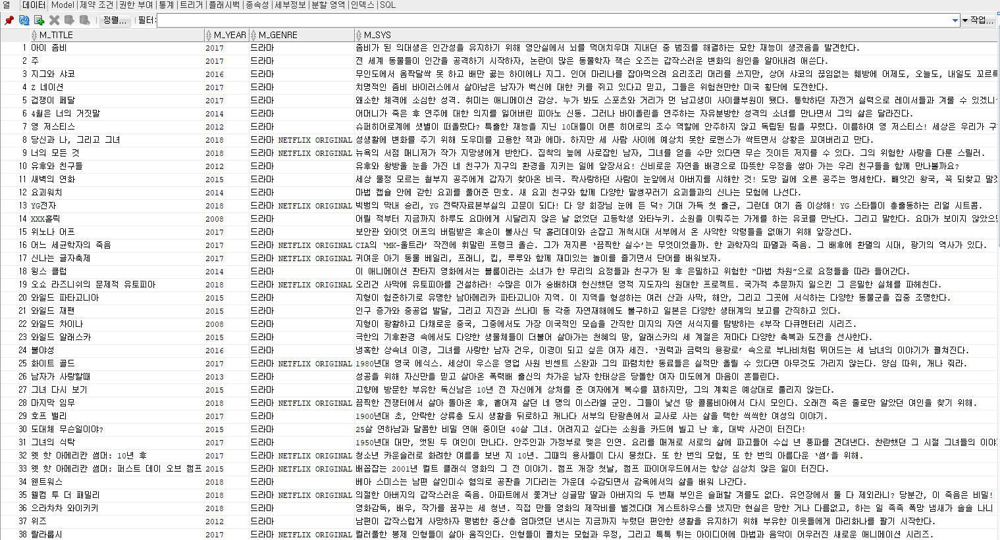 열 데이터 Model 제약 조건 권한 부여 통계 트리거 플래시백 종속성 세부정보 분할 영역 인덱스 SQL
정렬... 필터: 작업...
M_TITLE M_YEAR M_GENRE M_SYS
1 아이 좀비 2017 드라마 좀비가 된 의대생은 인간성을 유지하기 위해 영안실에서 뇌를 먹어치우며 지내던 중 범죄를 해결하는 묘한 재능이 생겼음을 발견한다.
2 주 2017 드라마 전 세계 동물들이 인간을 공격하기 시작하자, 논란이 많은 동물학자 잭슨 오즈는 갑작스러운 변화의 원인을 알아내려 애쓴다.
3 지그와 샤코 2016 드라마 무인도에서 옴짝달싹 못 하고 배만 곯는 하이에나 지그. 인어 마리나를 잡아먹으려 요리조리 머리를 쓰지만, 상어 샤코의 끊임없는 훼방에 어제도, 오늘도, 내일도 꼬르
4 Z 네이션 2017 드라마 치명적인 좀비 바이러스에서 살아남은 남자가 백신에 대한 키를 쥐고 있다고 믿고, 그들은 위험천만한 미국 횡단에 도전한다.
5 겁쟁이 페달 2017 드라마 왜소한 체격에 소심한 성격. 취미는 애니메이션 감상. 누가 봐도 스포츠와 거리가 먼 남고생이 사이클부원이 됐다. 통학하던 자전거 실력으로 레이서들과 겨룰 수 있겠니
6 4월은 너의 거짓말 2014 드라마 어머니가 죽은 후 연주에 대한 의지를 잃어버린 피아노 신동. 그러나 바이올린을 연주하는 자유분방한 성격의 소녀를 만나면서 그의 삶은 달라진다.
7 영 저스티스 2012 드라마 슈퍼히어로계에 샛별이 떠올랐다? 특출한 재능을 지닌 10대들이 어른 히어로의 조수 역할에 안주하지 않고 독립된 팀을 꾸렸다. 이름하여 영 저스티스! 세상은 우리가 구
8 당신과 나, 그리고 그녀 2018 드라마 NETFLIX ORIGINAL 성생활에 변화를 주기 위해 도우미를 고용한 잭과 에마. 하지만 세 사람 사이에 예상치 못한 로맨스가 싹트면서 상황은 꼬여버리고 만다.
9 너의 모든 것 2018 드라마 NETFLIX ORIGINAL 뉴욕의 서점 매니저가 작가 지망생에게 반한다. 집착의 늪에 사로잡힌 남자, 그녀를 얻을 수만 있다면 무슨 짓이든 저지를 수 있다. 그의 위험한 사랑을 다룬 스릴러.
10 유후와 친구들 2012 드라마 유후와 왕방울 눈을 가진 네 친구가 지구의 환경을 지키는 일에 앞장서요! 신비로운 자연을 배경으로 따뜻한 우정을 쌓아 가는 우리 친구들을 함께 만나볼까요?
11 새벽의 연화 2015 드라마 세상 물정 모르는 철부지 공주에게 갑자기 찾아온 비극. 짝사랑하던 사람이 눈앞에서 아버지를 시해한 것! 도망 길에 오른 공주는 맹세한다. 빼앗긴 왕국, 꼭 되찾고 말겠
12 요괴워치 2014 드라마 마법 캡슐 안에 갇힌 요괴를 풀어준 민호. 새 요괴 친구와 함께 다양한 말썽꾸러기 요괴들과의 신나는 모험에 나선다.
13 YG전자 2018 드라마 NETFLIX ORIGINAL 빅뱅의 막내 승리, YG 전략자료본부실의 고문이 되다! 다 양 회장님 눈에 든 덕? 기대 가득 첫 출근, 그런데 여기 좀 이상해! YG 스타들이 총출동하는 리얼 시트콤.
14 XXX홀릭 2008 드라마 어릴 적부터 지금까지 하루도 요마에게 시달리지 않은 날 없었던 고등학생 와타누키. 소원을 이뤄주는 가게를 하는 유코를 만난다. 그리고 말한다. 요마가 보이지 않았으면
15 위노나 어프 2017 드라마 보안관 와이엇 어프의 버림받은 후손이 불사신 닥 홀리데이와 손잡고 개척시대 서부에서 온 사악한 악령들을 없애기 위해 앞장선다.
16 어느 세균학자의 죽음 2017 드라마 NETFLIX ORIGINAL CIA의 ‘MK-울트라’ 작전에 휘말린 프랭크 올슨. 그가 저지른 ‘끔찍한 실수’는 무엇이었을까. 한 과학자의 파멸과 죽음. 그 배후에 환멸의 시대, 광기의 역사가 있다.
17 신나는 글자축제 2017 드라마 NETFLIX ORIGINAL 귀여운 아기 동물 베일리, 프래니, 킵, 루루와 함께 재미있는 놀이를 즐기면서 단어를 배워보자.
18 윙스 클럽 2014 드라마 이 애니메이션 판타지 영화에서는 블룸이라는 소녀가 한 무리의 요정들과 친구가 된 후 은밀하고 위험한 “마법 차원”으로 요정들을 따라 들어간다.
19 오쇼 라즈니쉬의 문제적 유토피아 2018 드라마 NETFLIX ORIGINAL 오리건 사막에 유토피아를 건설하라! 수많은 이가 숭배하며 헌신했던 영적 지도자의 원대한 프로젝트. 국가적 추문까지 일으킨 그 은밀한 실체를 파헤친다.
20 와일드 파타고니아 2015 드라마 지형이 험준하기로 유명한 남아메리카 파타고니아 지역. 이 지역을 형성하는 여러 산과 사막, 해안, 그리고 그곳에 서식하는 다양한 동물군을 집중 조명한다.
21 와일드 재팬 2015 드라마 인구 증가와 중공업 발달, 그리고 지진과 쓰나미 등 각종 자연재해에도 불구하고 일본은 다양한 생태계의 보고를 간직하고 있다.
22 와일드 차이나 2008 드라마 지형이 광활하고 다채로운 중국, 그중에서도 가장 이국적인 모습을 간직한 미지의 자연 서식지를 탐방하는 6부작 다큐멘터리 시리즈.
23 와일드 알래스카 2015 드라마 극한의 기후환경 속에서도 다양한 생물체들이 더불어 살아가는 천혜의 땅, 알래스카의 세 계절은 저마다 다양한 축복과 도전을 선사한다.
24 불야성 2016 드라마 냉혹한 상속녀 이경, 그녀를 사랑한 남자 건우, 이경이 되고 싶은 여자 세진. ‘권력과 금력의 용광로’ 속으로 부나비처럼 뛰어드는 세 남녀의 이야기가 펼쳐진다.
25 화이트 골드 2017 드라마 NETFLIX ORIGINAL 1980년대 영국 에식스. 세상이 우스운 영업 사원 빈센트 스완과 그의 파렴치한 동료들은 실적만 올릴 수 있다면 아무것도 가리지 않는다. 양심 따위, 개나 줘라.
26 남자가 사랑할때 2013 드라마 성공을 위해 자신만을 믿고 살아온 폭력배 출신의 차가운 남자 한태상은 당돌한 여자 미도에게 마음이 흔들린다.
27 그녀 다시 보기 2015 드라마 고향에 방문한 부유한 독신남은 10년 전 자신에게 상처를 준 여자에게 복수를 꾀하지만, 그의 계획은 예상대로 풀리지 않는다.
28 마지막 임무 2018 드라마 NETFLIX ORIGINAL 끔찍한 전쟁터에서 살아 돌아온 후, 흩어져 살던 네 명의 이스라엘 군인. 그들이 낯선 땅 콜롬비아에서 다시 모인다. 오래전 죽은 줄로만 알았던 여인을 찾기 위해.
29 호프 밸리 2017 드라마 1900년대 초, 안락한 상류층 도시 생활을 뒤로하고 캐나다 서부의 탄광촌에서 교사로 사는 삶을 택한 씩씩한 여성의 이야기.
30 도대체 무슨일이야? 2015 드라마 25살 연하남과 달콤한 비밀 연애 중이던 40살 그녀. 어려지고 싶다는 소원을 카드에 빌고 난 후, 대박 사건이 터진다!
31 그녀의 식탁 2017 드라마 1950년대 대만, 앳된 두 여인이 만나다. 안주인과 가정부로 맺은 인연. 요리를 매개로 서로의 삶에 파고들어 수십 년 풍파를 견뎌낸다. 찬란했던 그 시절 그녀들의 이야
32 웻 핫 아메리칸 썸머: 10년 후 2017 드라마 NETFLIX ORIGINAL 청소년 카운슬러로 화려한 여름을 보낸 지 10년. 그때의 용사들이 다시 뭉쳤다. 또 한 번의 모험, 또 한 번의 아름다운 ‘썸’을 위해.
33 웻 핫 아메리칸 썸머: 퍼스트 데이 오브 캠프 2015 드라마 NETFLIX ORIGINAL 배꼽잡는 2001년 컬트 클래식 영화의 그 전 이야기. 캠프 개장 첫날, 캠프 파이어우드에서는 항상 심상치 않은 일이 터진다.
34 웬트워스 2018 드라마 베아 스미스는 남편 살인미수 혐의로 공판을 기다리는 가운데 수감되면서 감옥에서의 삶을 배워 나간다.
35 웰컴 투 더 패밀리 2018 드라마 NETFLIX ORIGINAL 의절한 아버지의 갑작스러운 죽음. 아파트에서 쫓겨난 싱글맘 딸과 아버지의 두 번째 부인은 슬퍼할 겨를도 없다. 유언장에서 둘 다 제외라니? 당분간, 이 죽음은 비밀!
36 으라차차 와이키키 2018 드라마 영화감독, 배우, 작가를 꿈꾸는 세 청년. 직접 만들 영화의 제작비를 벌겠다며 게스트하우스를 냈지만 현실은 망한 거나 다름없고, 하는 일 족족 폭망 냄새가 솔솔 나니
37 위즈 2012 드라마 남편이 갑작스럽게 사망하자 평범한 중산층 엄마였던 낸시는 지금까지 누렸던 편안한 생활을 유지하기 위해 부유한 이웃들에게 마리화나를 팔기 시작한다.
38 랄라룹시 2017 드라마 NETFLIX ORIGINAL 컬러풀한 봉제 인형들이 살아 움직인다. 인형들이 펼치는 모험과 우정, 그리고 톡톡 튀는 아이디어에 마법과 음악이 어우러진 새로운 애니메이션 시리즈.